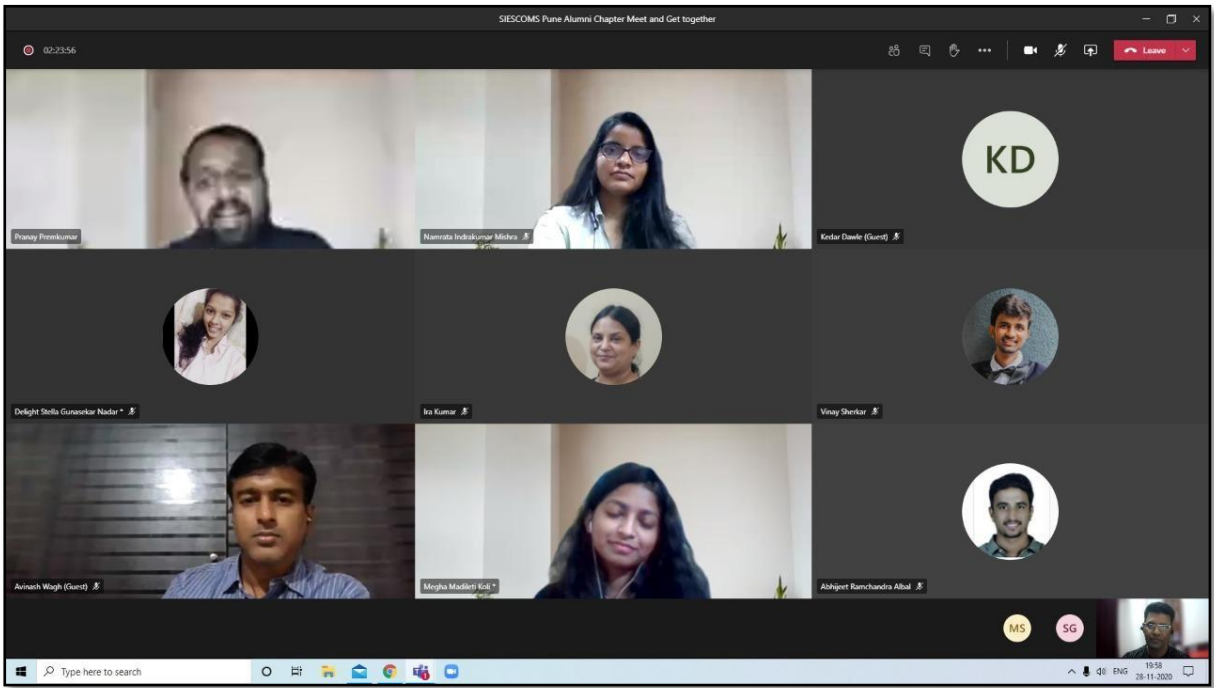 SIESCOMS Pune Alumni Chapter Meet and Get together
02:23:56
Leave
Pranay Premkumar
Namrata Indrakumar Mishra
KD
Kedar Dawle (Guest)
Delight Stella Gunasekar Nadar *
Ira Kumar
Vinay Sherkar
Avinash Wagh (Guest)
Megha Madileti Koli *
Abhijeet Ramchandra Albal
MS
SG
Type here to search
ENG
19:58
28-11-2020